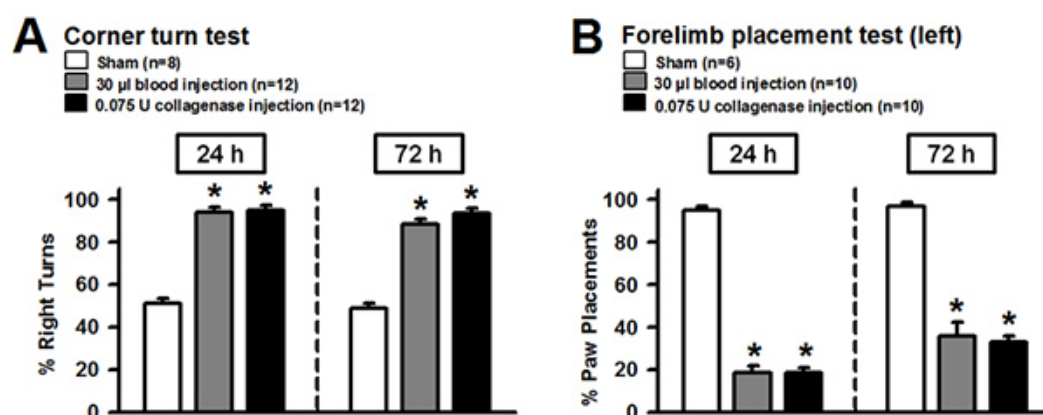 A Corner turn test
Sham (n=8)
30 µl blood injection (n=12)
0.075 U collagenase injection (n=12)
24 h
72 h
* * * *
100
80
60
40
20
0
% Right Turns
B Forelimb placement test (left)
Sham (n=6)
30 µl blood injection (n=10)
0.075 U collagenase injection (n=10)
24 h
72 h
100
80
60
40
20
0
% Paw Placements
* * * *